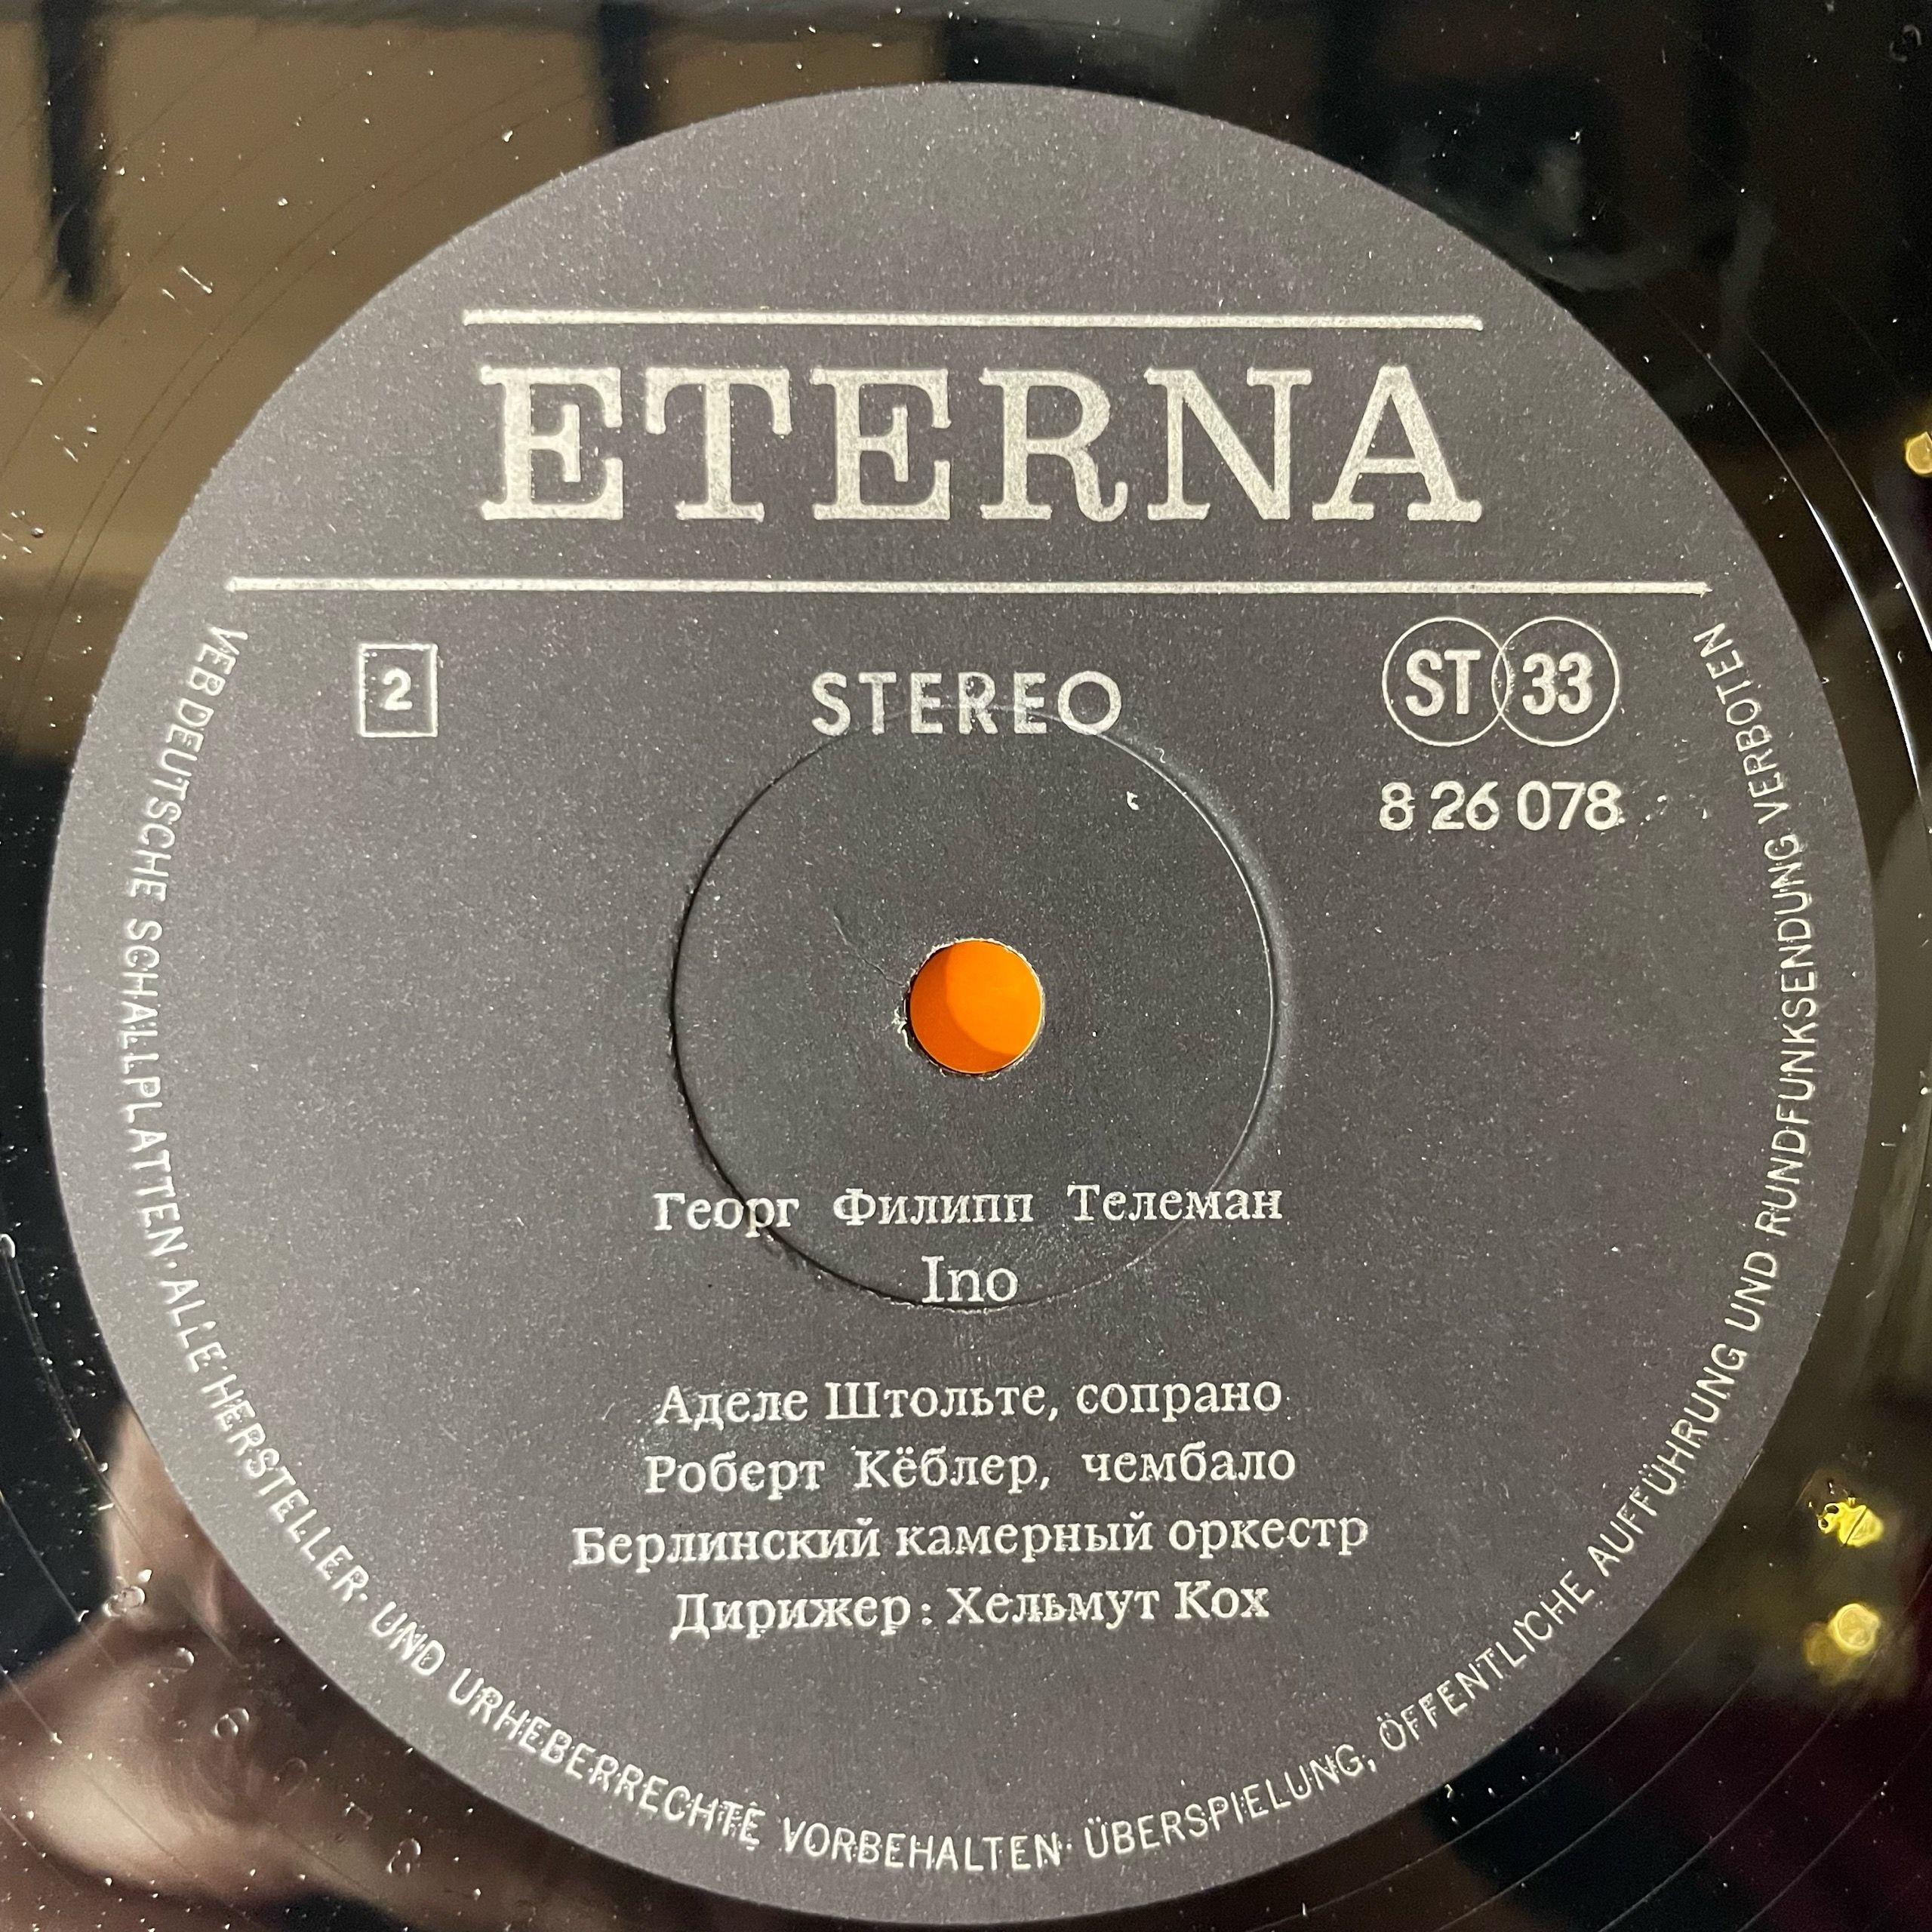 ETERNA
2
STEREO
ST 33
8 26 078
Георг Филипп Телеман
Ino
Аделе Штольте, сопрано
Роберт Кёблер, чембало
Берлинский камерный оркестр
Дирижер: Хельмут Кох
VEB DEUTSCHE SCHALLPLATTEN · ALLE HERSTELLER- UND URHEBERRECHTE VORBEHALTEN · ÜBERSPIELUNG, ÖFFENTLICHE AUFFÜHRUNG UND RUNDFUNKSENDUNG VERBOTEN